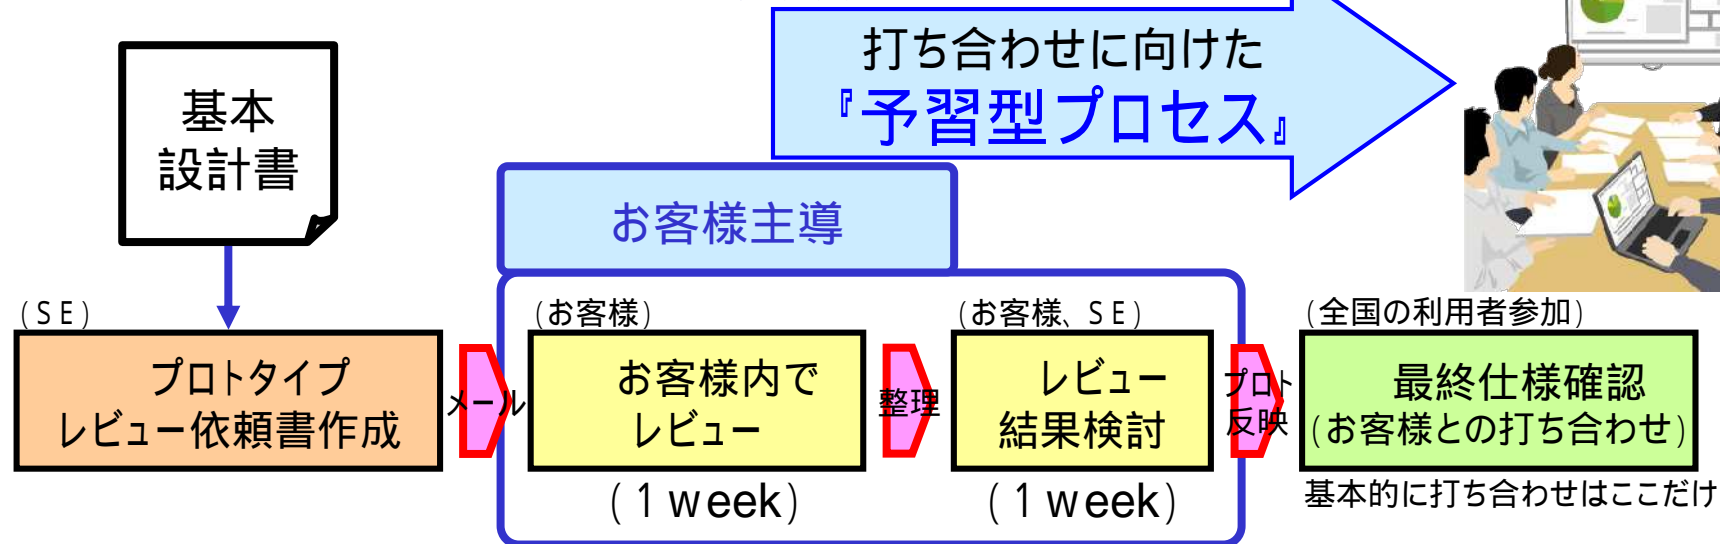 打ち合わせに向けた
『予習型プロセス』
基本
設計書
お客様主導
(SE)
プロトタイプ
レビュー依頼書作成
メール
(お客様)
お客様内で
レビュー
(1 week)
整理
(お客様、SE)
レビュー
結果検討
(1 week)
プロト
反映
(全国の利用者参加)
最終仕様確認
(お客様との打ち合わせ)
基本的に打ち合わせはここだけ